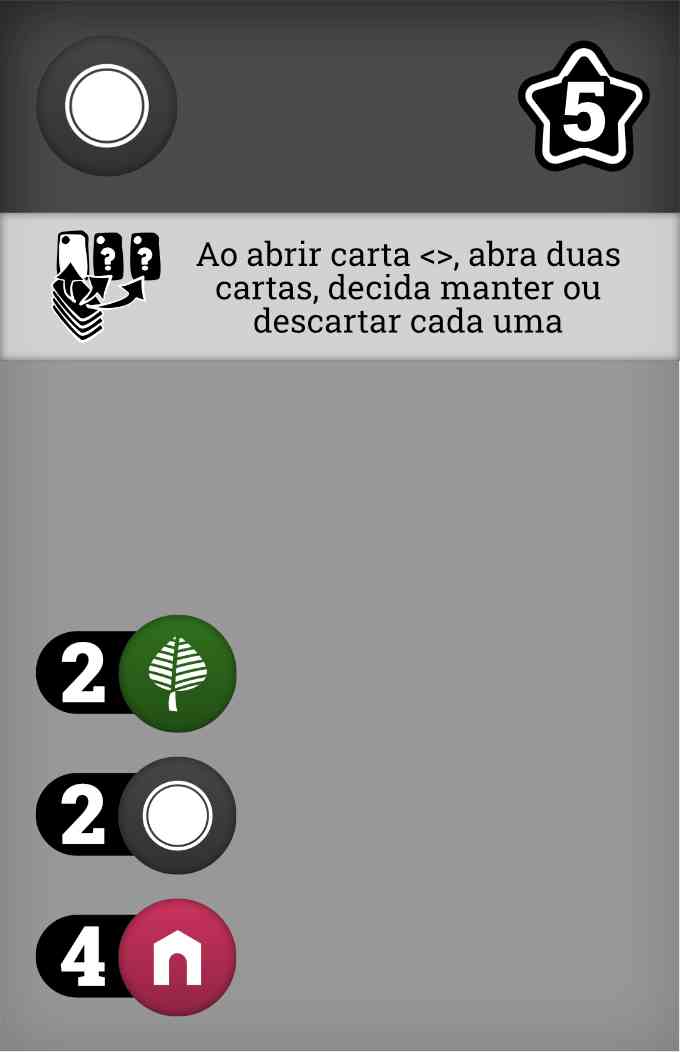 5
? ?
Ao abrir carta <>, abra duas
cartas, decida manter ou
descartar cada uma
2
2
4